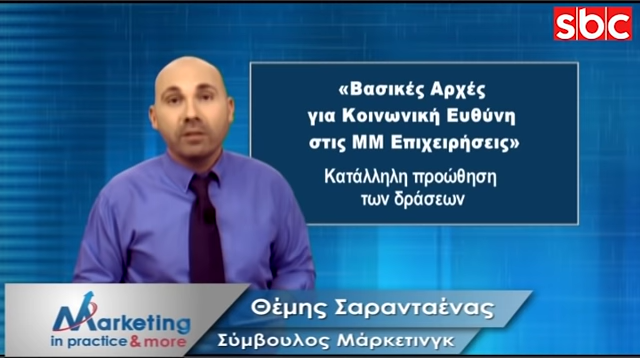 sbc
«Βασικές Αρχές
για Κοινωνική Ευθύνη
στις ΜΜ Επιχειρήσεις»
Κατάλληλη προώθηση
των δράσεων
Θέμης Σαρανταένας
Marketing
in practice & more
Σύμβουλος Μάρκετινγκ